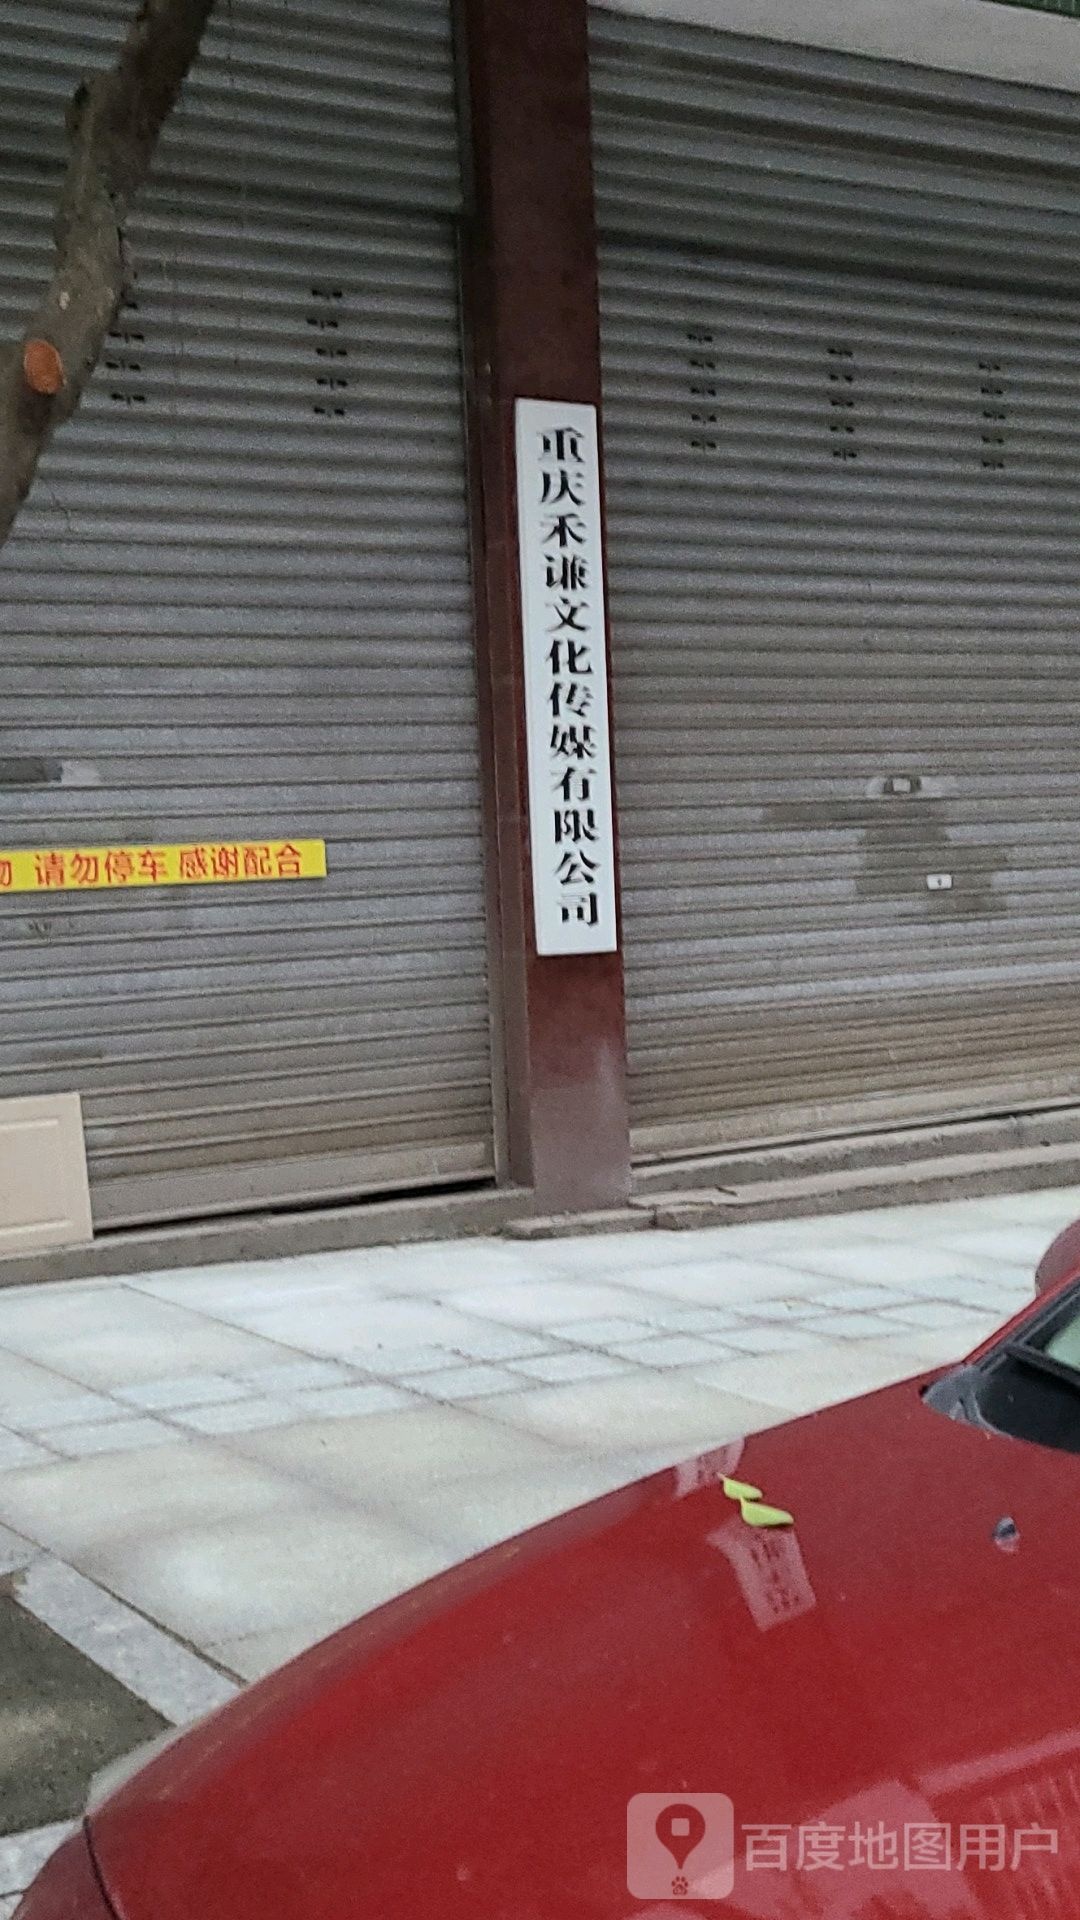 重庆禾谦文化传媒有限公司
勿 请勿停车 感谢配合
百度地图用户